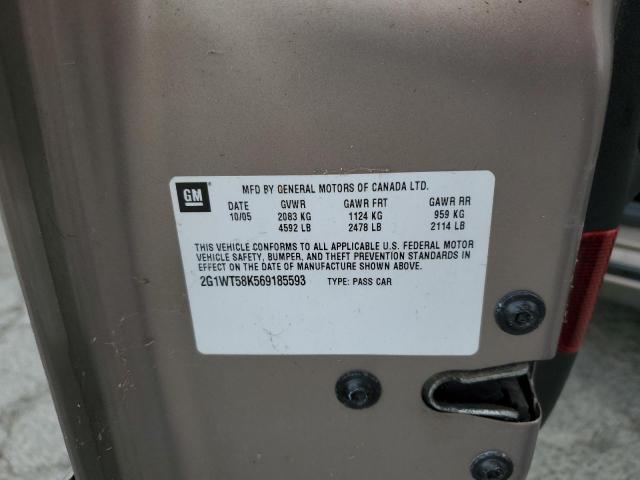 GM
MFD BY GENERAL MOTORS OF CANADA LTD.
DATE GVWR GAWR FRT GAWR RR
10/05 2083 KG 1124 KG 959 KG
4592 LB 2478 LB 2114 LB
THIS VEHICLE CONFORMS TO ALL APPLICABLE U.S. FEDERAL MOTOR
VEHICLE SAFETY, BUMPER, AND THEFT PREVENTION STANDARDS
IN EFFECT ON THE DATE OF MANUFACTURE SHOWN ABOVE.
2G1WT58K569185593 TYPE: PASS CAR